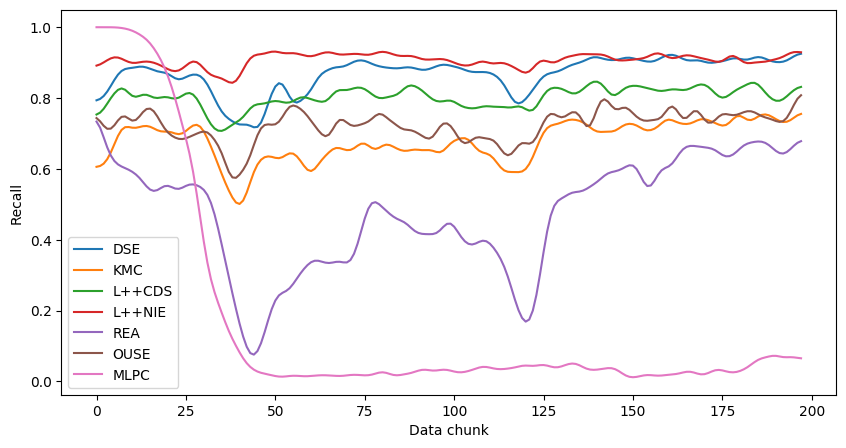 1.0
0.8
0.6
0.4
0.2
0.0
Recall
DSE
KMC
L++CDS
L++NIE
REA
OUSE
MLPC
0 25 50 75 100 125 150 175 200
Data chunk